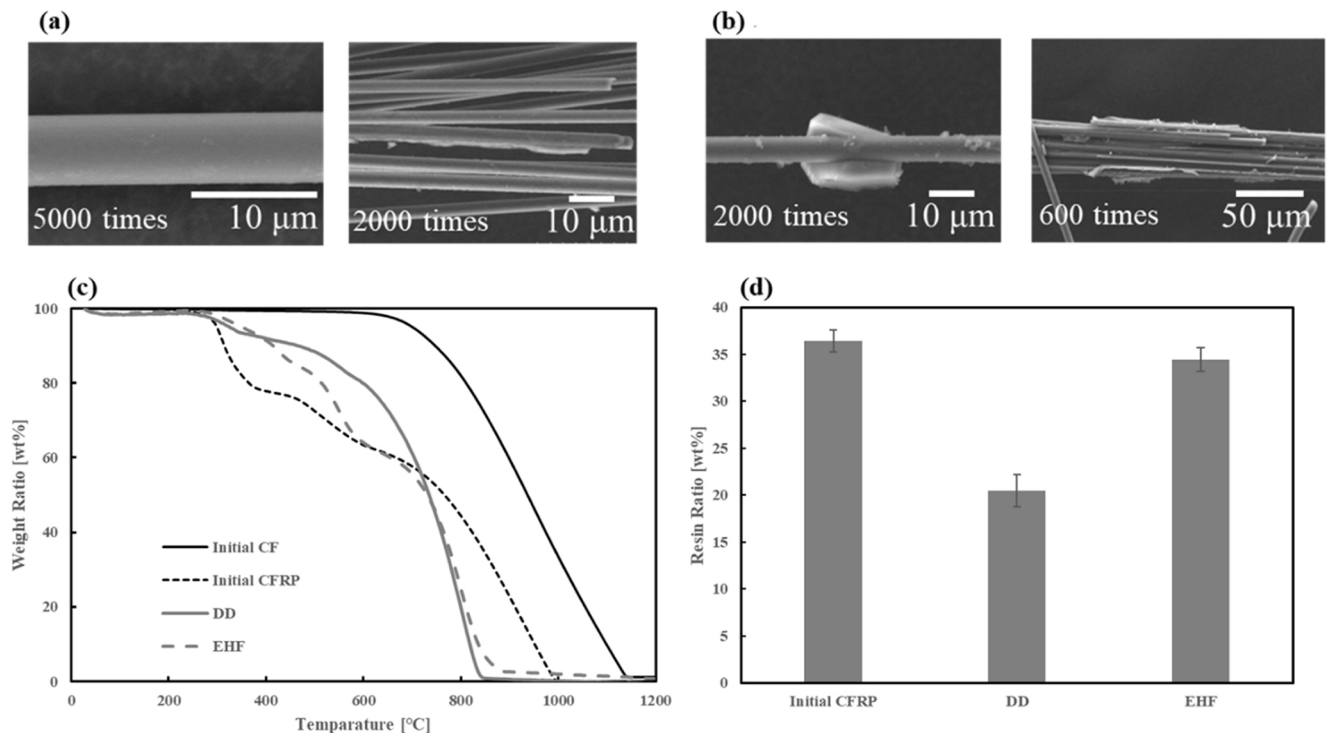 (a)
(b)
5000 times
10 μm
2000 times
10 μm
2000 times
10 μm
600 times
50 μm
(c)
100
80
60
40
20
0
Weight Ratio [wt%]
Initial CF
Initial CFRP
DD
EHF
0
200
400
600
800
1000
1200
Temparature [°C]
(d)
40
35
30
25
20
15
10
5
0
Resin Ratio [wt%]
Initial CFRP
DD
EHF